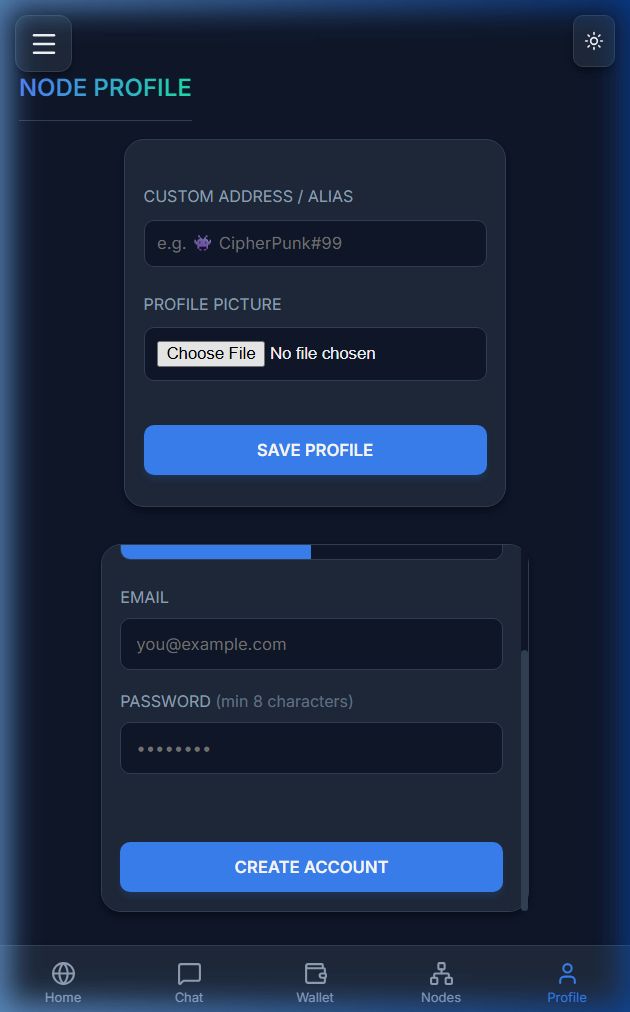 NODE PROFILE
CUSTOM ADDRESS / ALIAS
e.g. 👾 CipherPunk#99
PROFILE PICTURE
Choose File No file chosen
SAVE PROFILE
EMAIL
you@example.com
PASSWORD (min 8 characters)
••••••••
CREATE ACCOUNT
Home Chat Wallet Nodes Profile